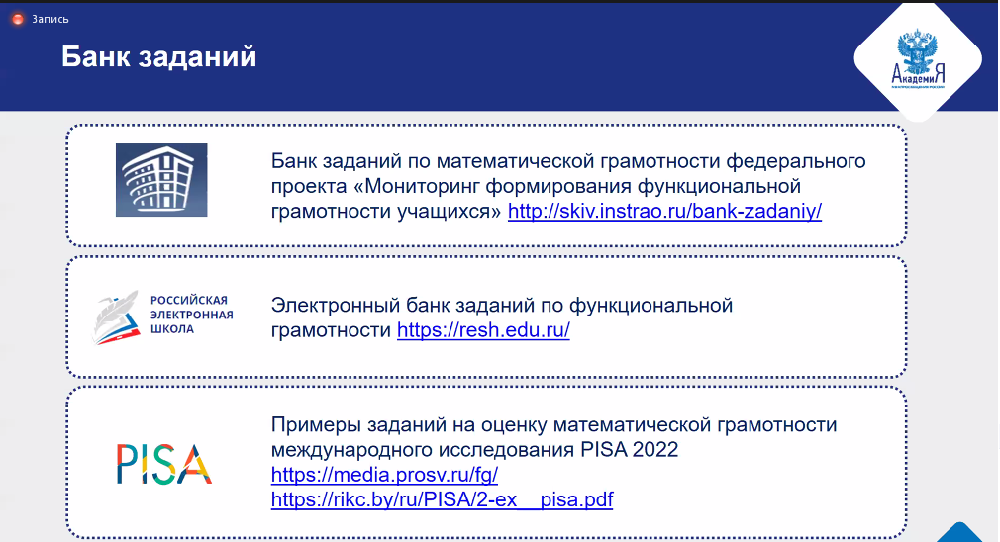 Запись
Банк заданий
АкадемиЯ
Банк заданий по математической грамотности федерального
проекта «Мониторинг формирования функциональной
грамотности учащихся» http://skiv.instrao.ru/bank-zadaniy/
РОССИЙСКАЯ
ЭЛЕКТРОННАЯ
ШКОЛА
Электронный банк заданий по функциональной
грамотности https://resh.edu.ru/
PISA
Примеры заданий на оценку математической грамотности
международного исследования PISA 2022
https://media.prosv.ru/fg/
https://rikc.by/ru/PISA/2-ex__pisa.pdf